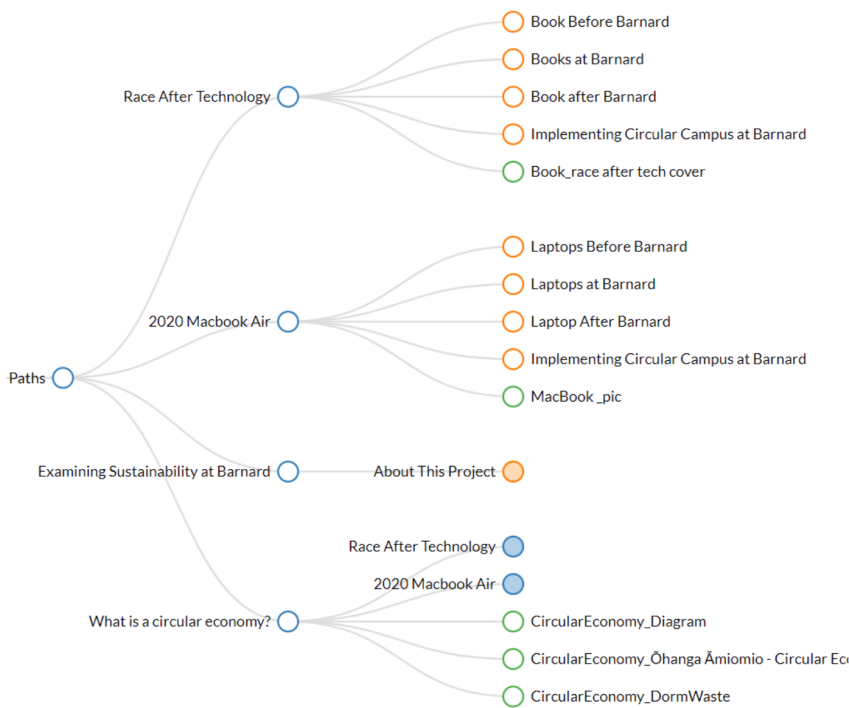 Book Before Barnard
Books at Barnard
Race After Technology
Book after Barnard
Implementing Circular Campus at Barnard
Book_race after tech cover
Laptops Before Barnard
Laptops at Barnard
2020 Macbook Air
Laptop After Barnard
Implementing Circular Campus at Barnard
Paths
MacBook _pic
Examining Sustainability at Barnard
About This Project
Race After Technology
2020 Macbook Air
What is a circular economy?
CircularEconomy_Diagram
CircularEconomy_Ōhanga Āmiomio - Circular
CircularEconomy_DormWaste